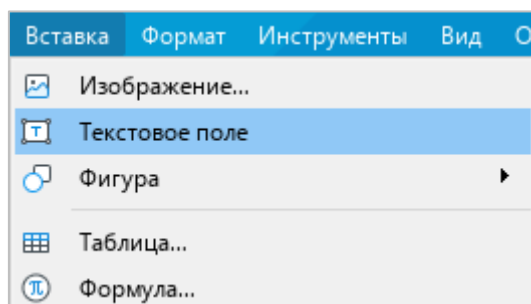 Вставка Формат Инструменты Вид
Изображение...
Текстовое поле
Фигура
Таблица...
Формула...